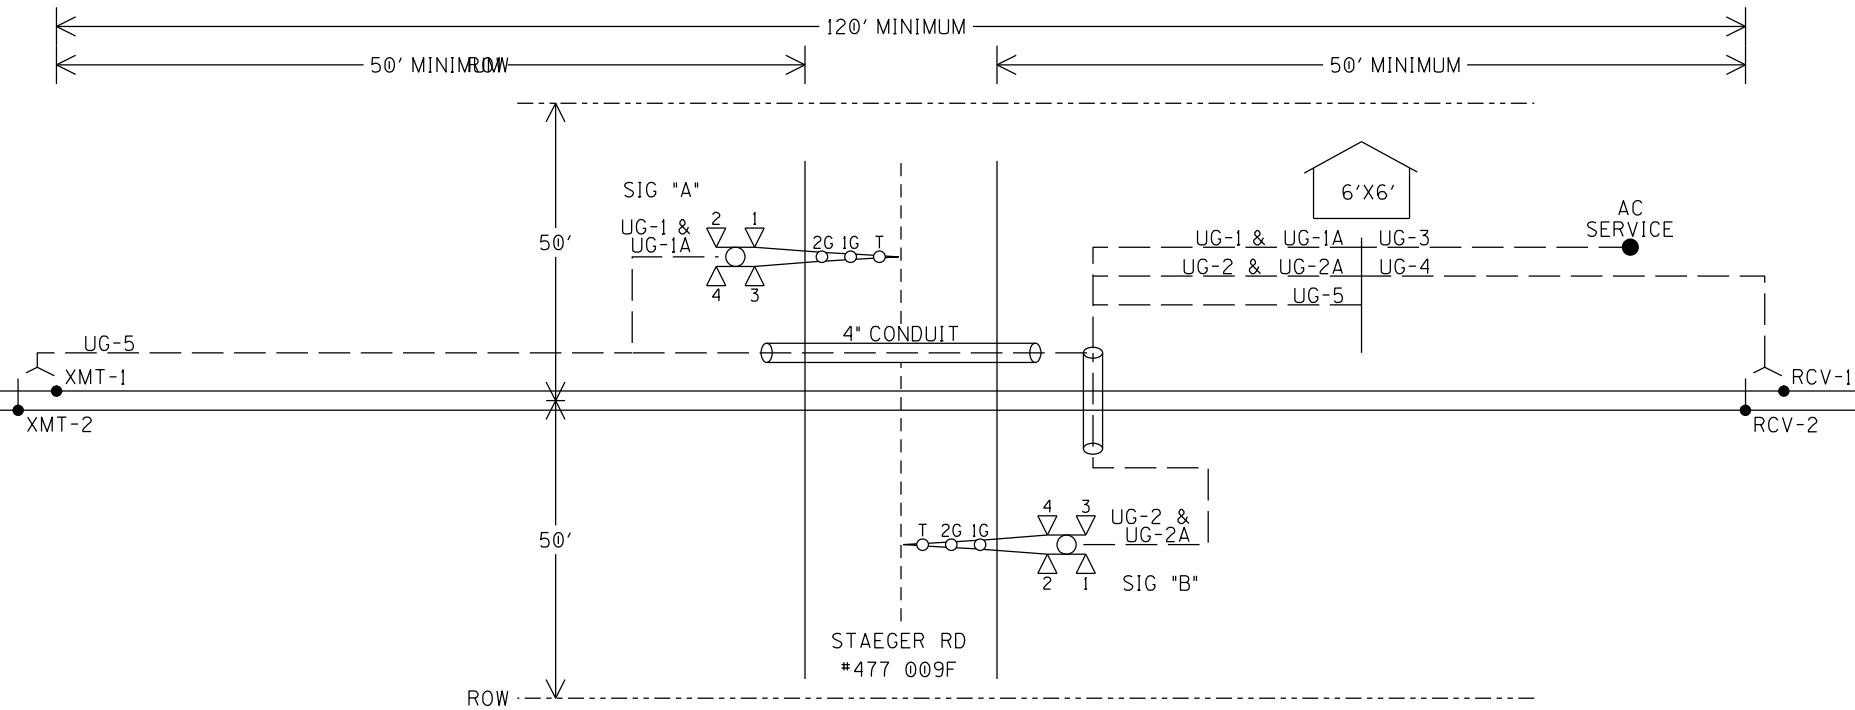 120' MINIMUM
50' MINIMUM
ROW
50' MINIMUM
SIG "A"
UG-1 &
UG-1A
2 1
4 3
2G 1G T
50'
6'X6'
AC
SERVICE
UG-1 & UG-1A UG-3
UG-2 & UG-2A UG-4
UG-5
4" CONDUIT
UG-5
XMT-1
XMT-2
RCV-1
RCV-2
50'
T 2G 1G
4 3
2 1
UG-2 &
UG-2A
SIG "B"
STAEGER RD
#477 009F
ROW